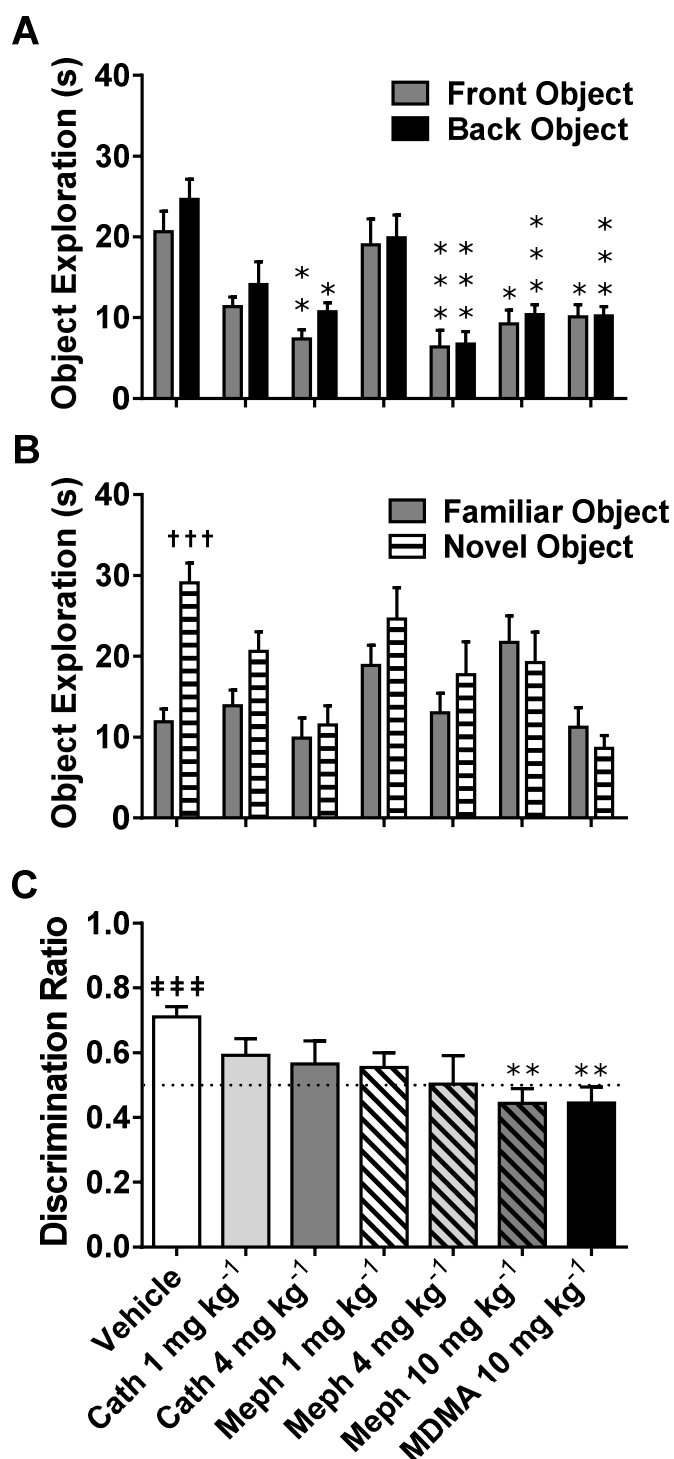 A
Object Exploration (s)
40
30
20
10
0
Front Object
Back Object
* *
*
* * *
* * *
*
* * *
*
* * *
B
Object Exploration (s)
40
30
20
10
0
Familiar Object
Novel Object
†††
C
Discrimination Ratio
1.0
0.8
0.6
0.4
0.2
0.0
‡‡‡
**
**
Vehicle
Cath 1 mg kg⁻¹
Cath 4 mg kg⁻¹
Meph 1 mg kg⁻¹
Meph 4 mg kg⁻¹
Meph 10 mg kg⁻¹
MDMA 10 mg kg⁻¹